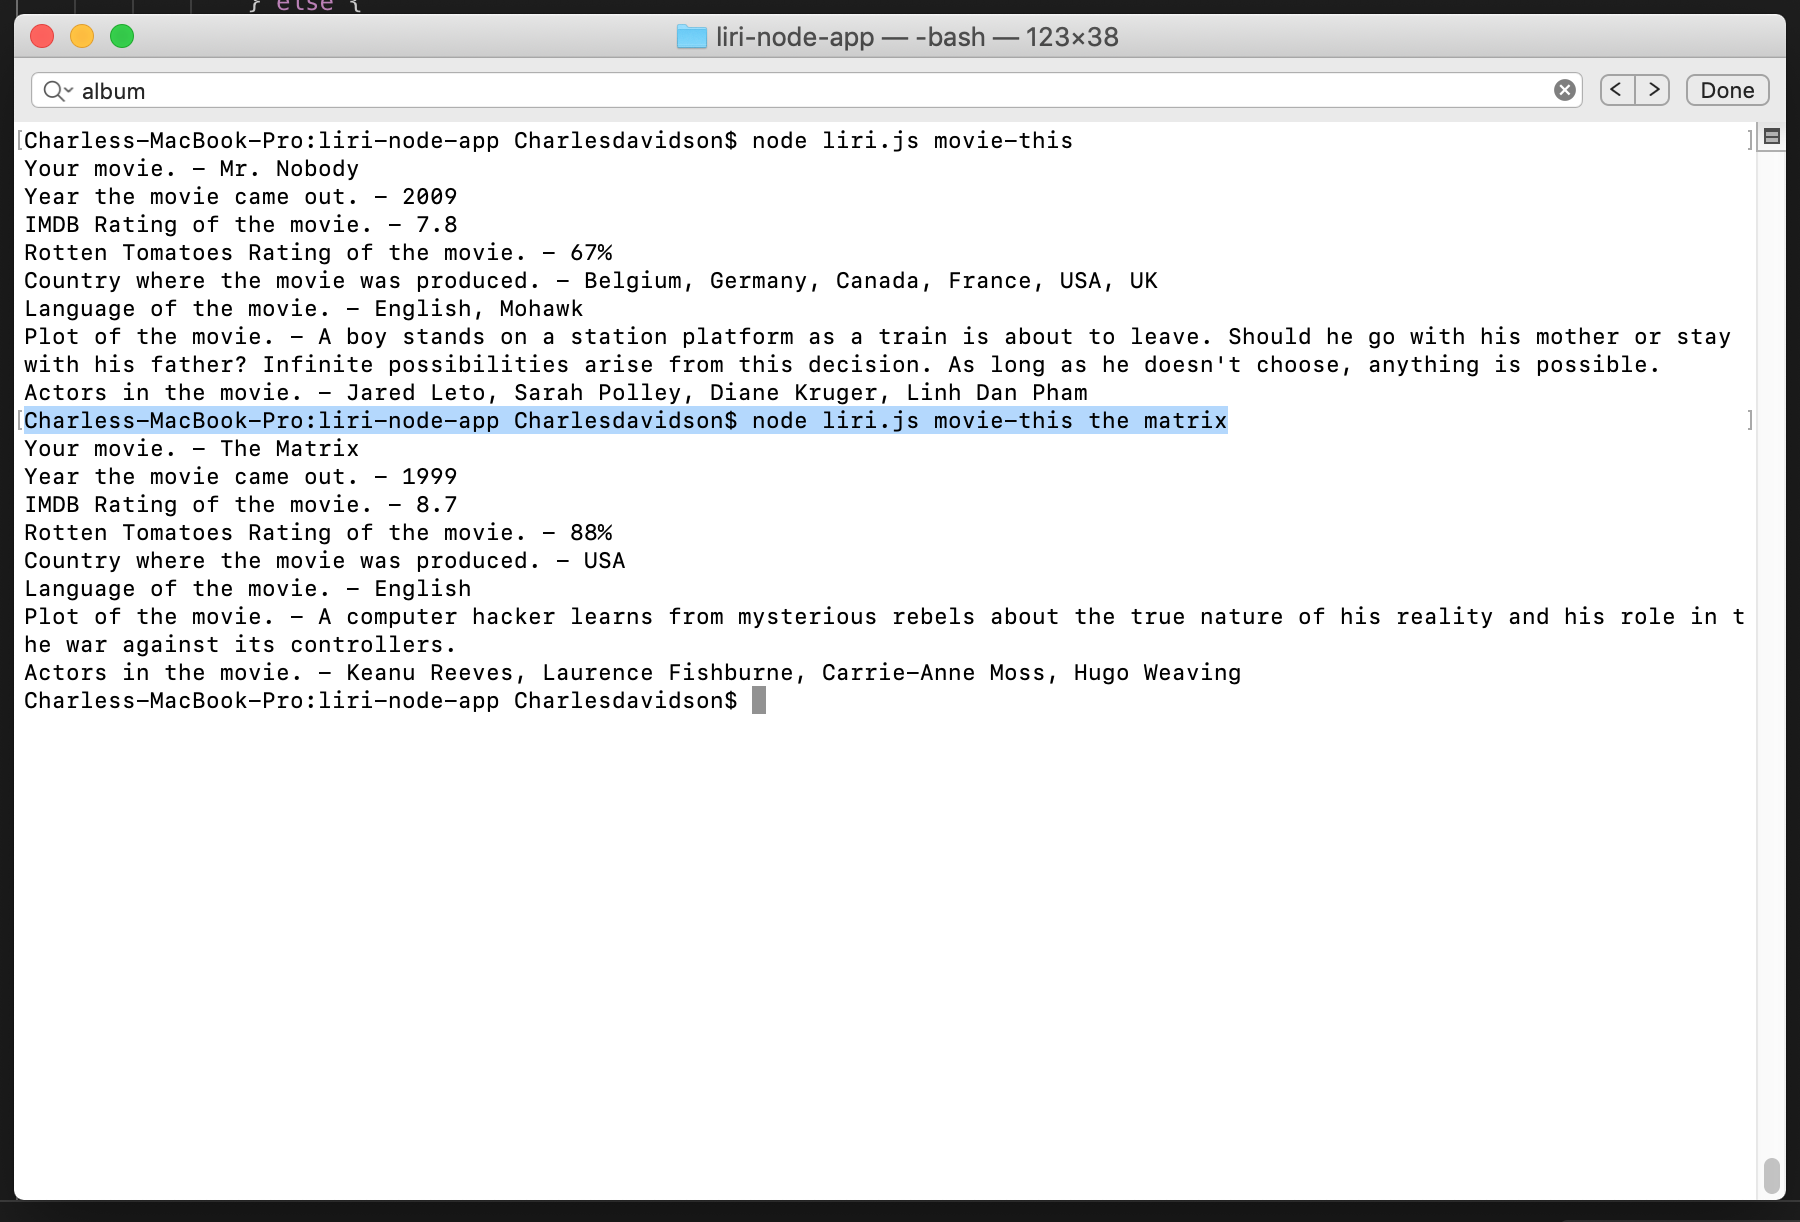 } else {
liri-node-app — -bash — 123×38
album
< > Done
[Charless-MacBook-Pro:liri-node-app Charlesdavidson$ node liri.js movie-this ]
Your movie. - Mr. Nobody
Year the movie came out. - 2009
IMDB Rating of the movie. - 7.8
Rotten Tomatoes Rating of the movie. - 67%
Country where the movie was produced. - Belgium, Germany, Canada, France, USA, UK
Language of the movie. - English, Mohawk
Plot of the movie. - A boy stands on a station platform as a train is about to leave. Should he go with his mother or stay
with his father? Infinite possibilities arise from this decision. As long as he doesn't choose, anything is possible.
Actors in the movie. - Jared Leto, Sarah Polley, Diane Kruger, Linh Dan Pham
[Charless-MacBook-Pro:liri-node-app Charlesdavidson$ node liri.js movie-this the matrix ]
Your movie. - The Matrix
Year the movie came out. - 1999
IMDB Rating of the movie. - 8.7
Rotten Tomatoes Rating of the movie. - 88%
Country where the movie was produced. - USA
Language of the movie. - English
Plot of the movie. - A computer hacker learns from mysterious rebels about the true nature of his reality and his role in t
he war against its controllers.
Actors in the movie. - Keanu Reeves, Laurence Fishburne, Carrie-Anne Moss, Hugo Weaving
Charless-MacBook-Pro:liri-node-app Charlesdavidson$